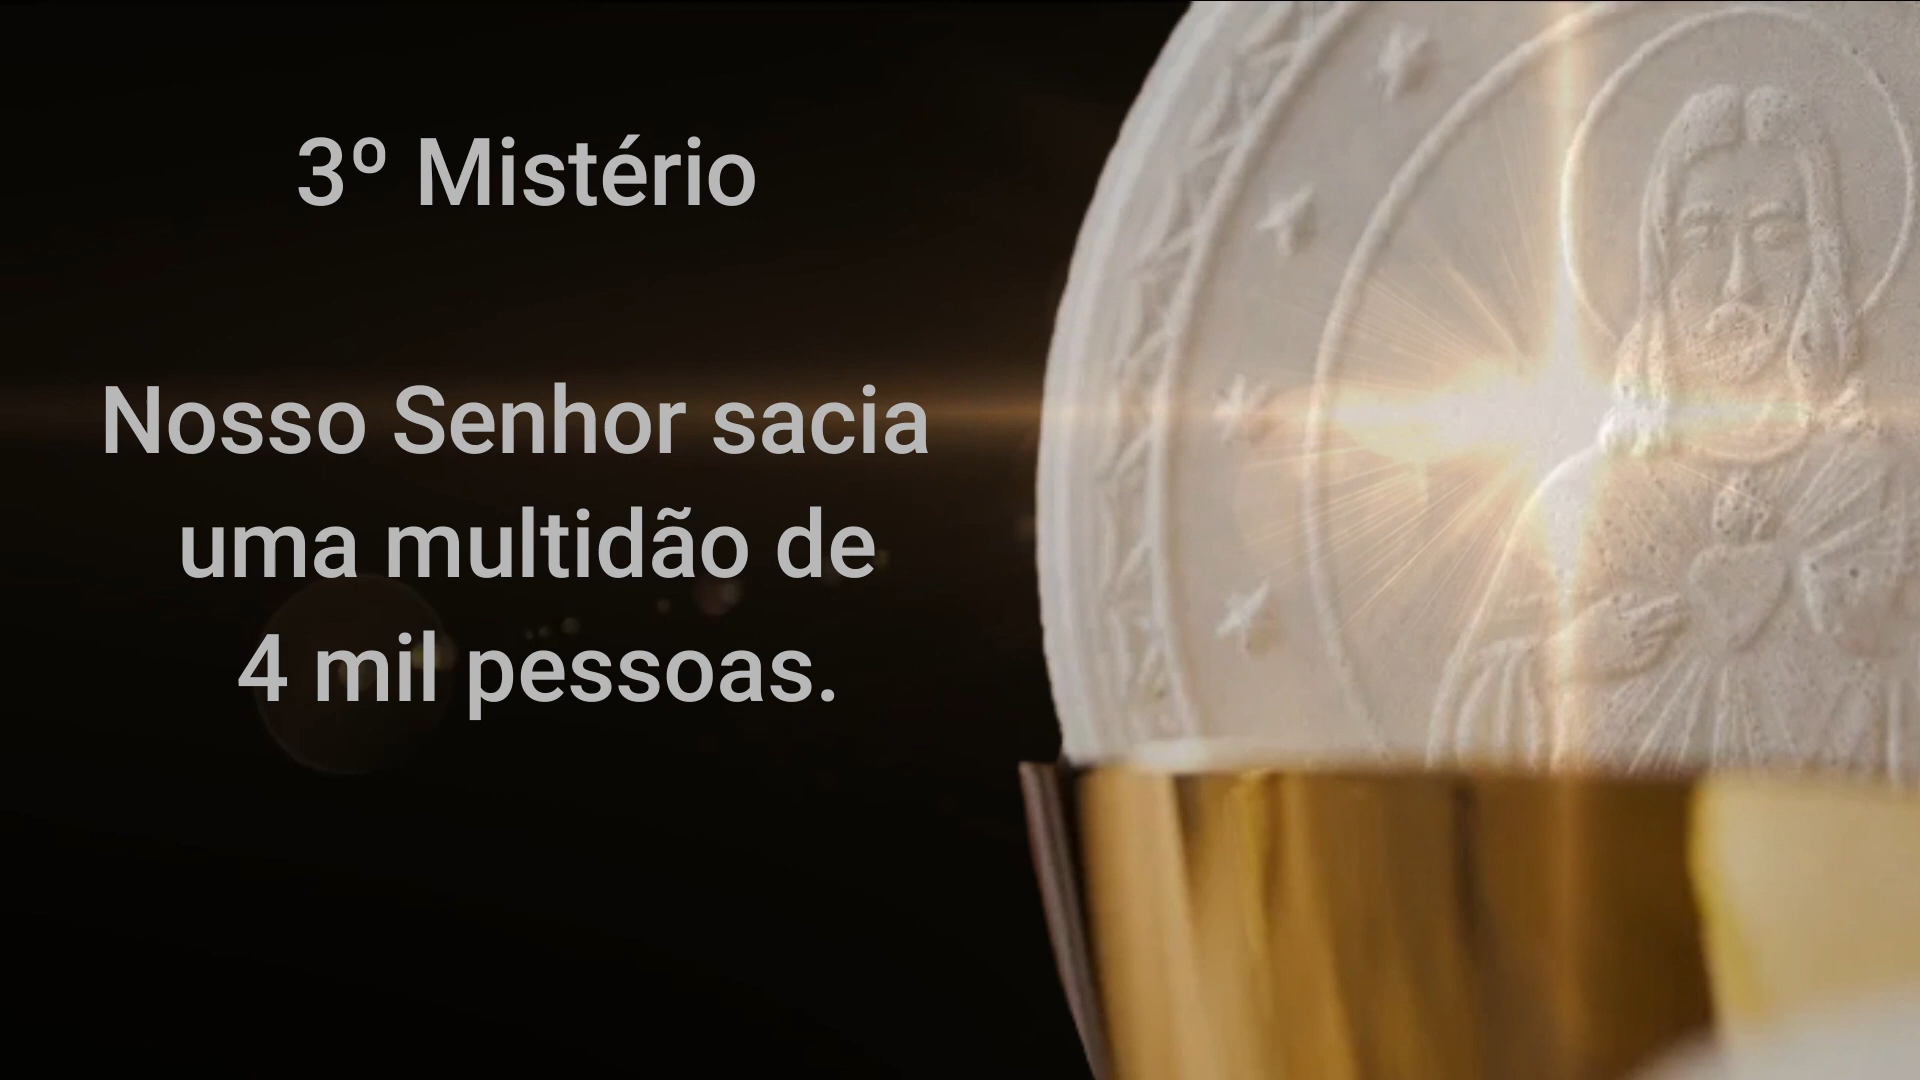 3º Mistério
Nosso Senhor sacia
uma multidão de
4 mil pessoas.